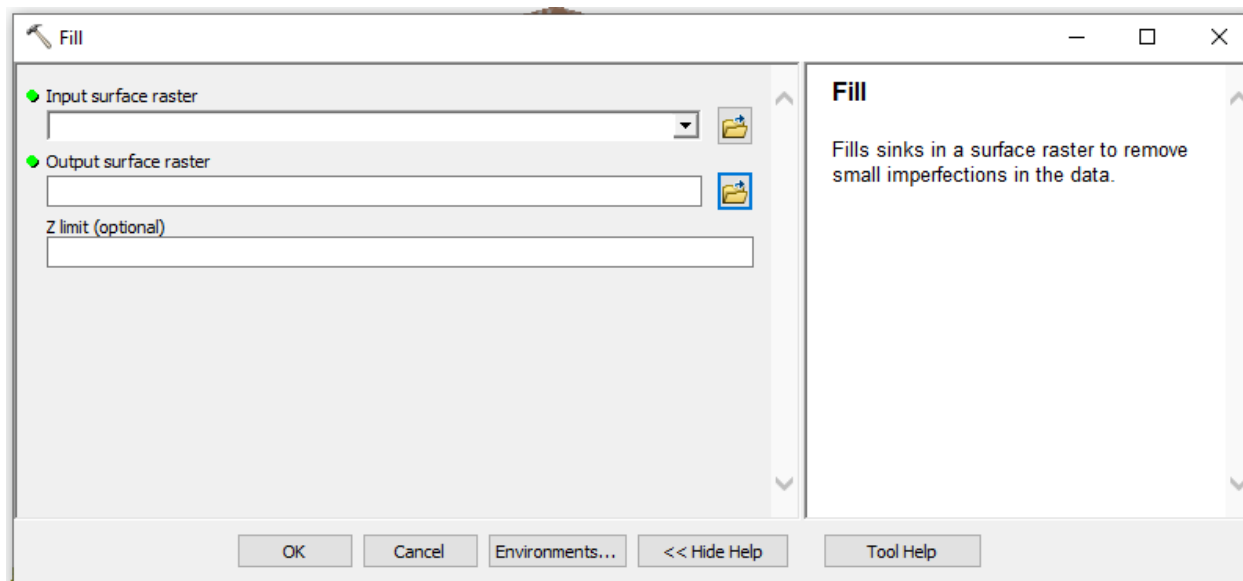 Fill
Input surface raster
Output surface raster
Z limit (optional)
Fill
Fills sinks in a surface raster to remove
small imperfections in the data.
OK Cancel Environments... << Hide Help Tool Help